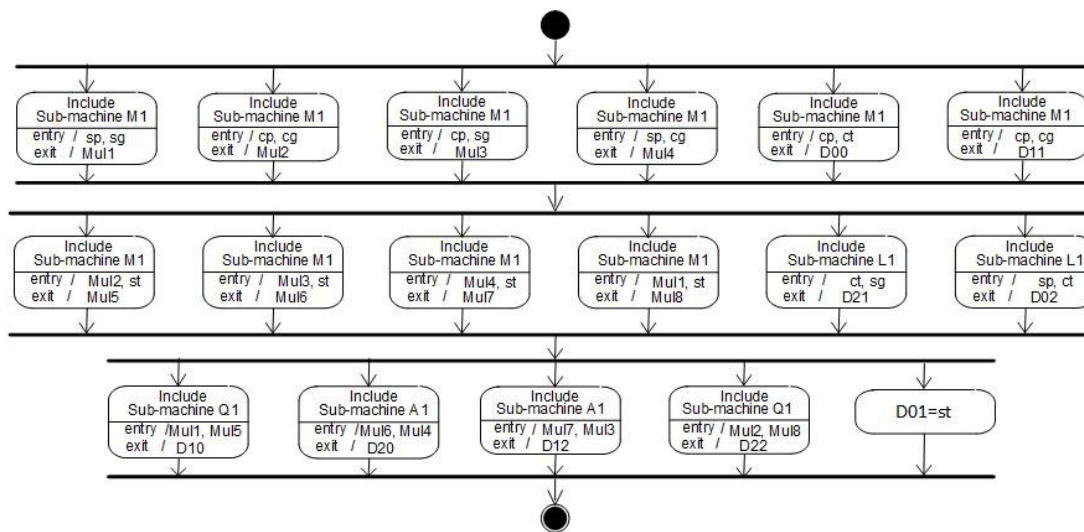 Include
Sub-machine M1
entry / sp, sg
exit / Mul1
Include
Sub-machine M1
entry / cp, cg
exit / Mul2
Include
Sub-machine M1
entry / cp, sg
exit / Mul3
Include
Sub-machine M1
entry / sp, cg
exit / Mul4
Include
Sub-machine M1
entry / cp, ct
exit / D00
Include
Sub-machine M1
entry / cp, cg
exit / D11
Include
Sub-machine M1
entry / Mul2, st
exit / Mul5
Include
Sub-machine M1
entry / Mul3, st
exit / Mul6
Include
Sub-machine M1
entry / Mul4, st
exit / Mul7
Include
Sub-machine M1
entry / Mul1, st
exit / Mul8
Include
Sub-machine L1
entry / ct, sg
exit / D21
Include
Sub-machine L1
entry / sp, ct
exit / D02
Include
Sub-machine Q1
entry /Mul1, Mul5
exit / D10
Include
Sub-machine A1
entry /Mul6, Mul4
exit / D20
Include
Sub-machine A1
entry / Mul7, Mul3
exit / D12
Include
Sub-machine Q1
entry / Mul2, Mul8
exit / D22
D01=st